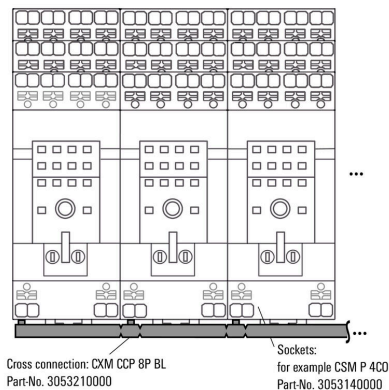 ...
...
Cross connection: CXM CCP 8P BL
Part-No. 3053210000
Sockets:
for example CSM P 4CO
Part-No. 3053140000